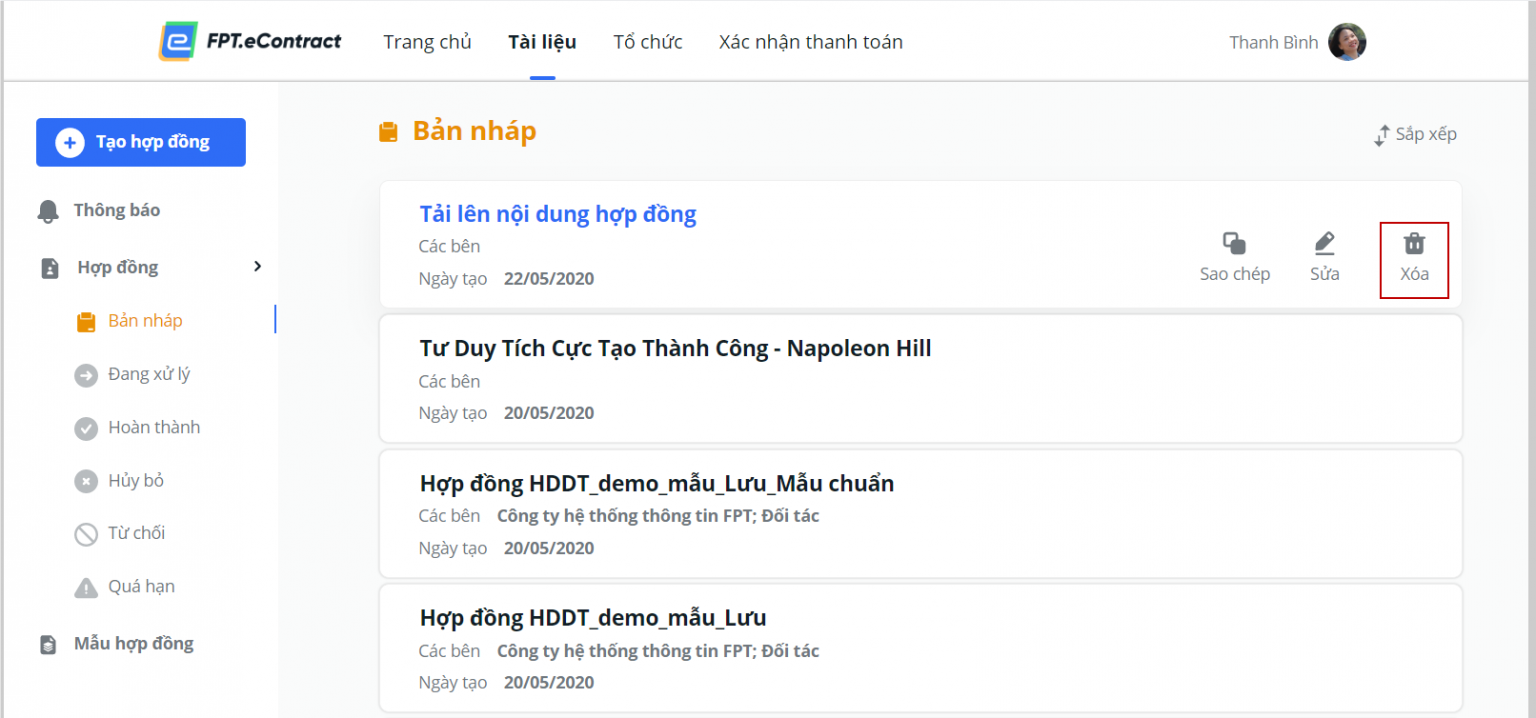 FPT.eContract Trang chủ Tài liệu Tổ chức Xác nhận thanh toán Thanh Bình
Tạo hợp đồng
Thông báo
Hợp đồng
Bản nháp
Đang xử lý
Hoàn thành
Hủy bỏ
Từ chối
Quá hạn
Mẫu hợp đồng
Bản nháp
Sắp xếp
Tải lên nội dung hợp đồng
Các bên
Ngày tạo 22/05/2020
Sao chép Sửa Xóa
Tư Duy Tích Cực Tạo Thành Công - Napoleon Hill
Các bên
Ngày tạo 20/05/2020
Hợp đồng HDDT_demo_mẫu_Lưu_Mẫu chuẩn
Các bên Công ty hệ thống thông tin FPT; Đối tác
Ngày tạo 20/05/2020
Hợp đồng HDDT_demo_mẫu_Lưu
Các bên Công ty hệ thống thông tin FPT; Đối tác
Ngày tạo 20/05/2020